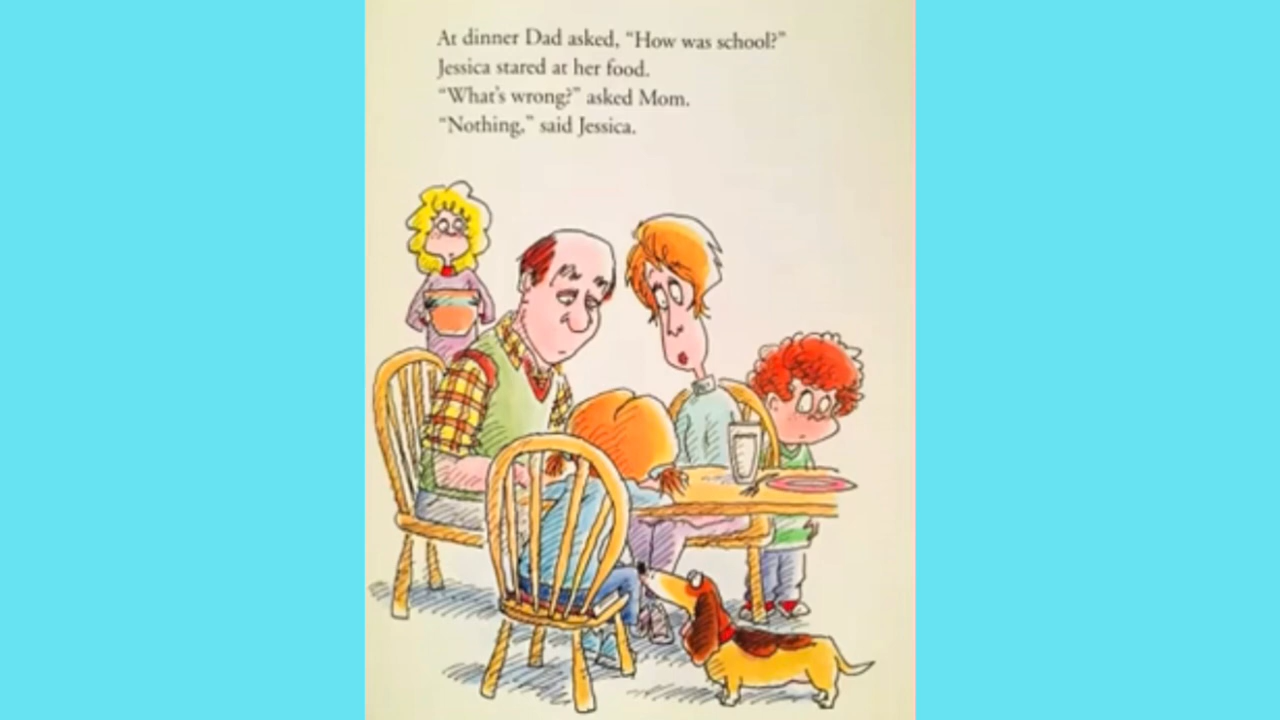 At dinner Dad asked, “How was school?”
Jessica stared at her food.
“What’s wrong?” asked Mom.
“Nothing,” said Jessica.